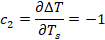 c₂ = ∂ΔT / ∂Tₛ = −1